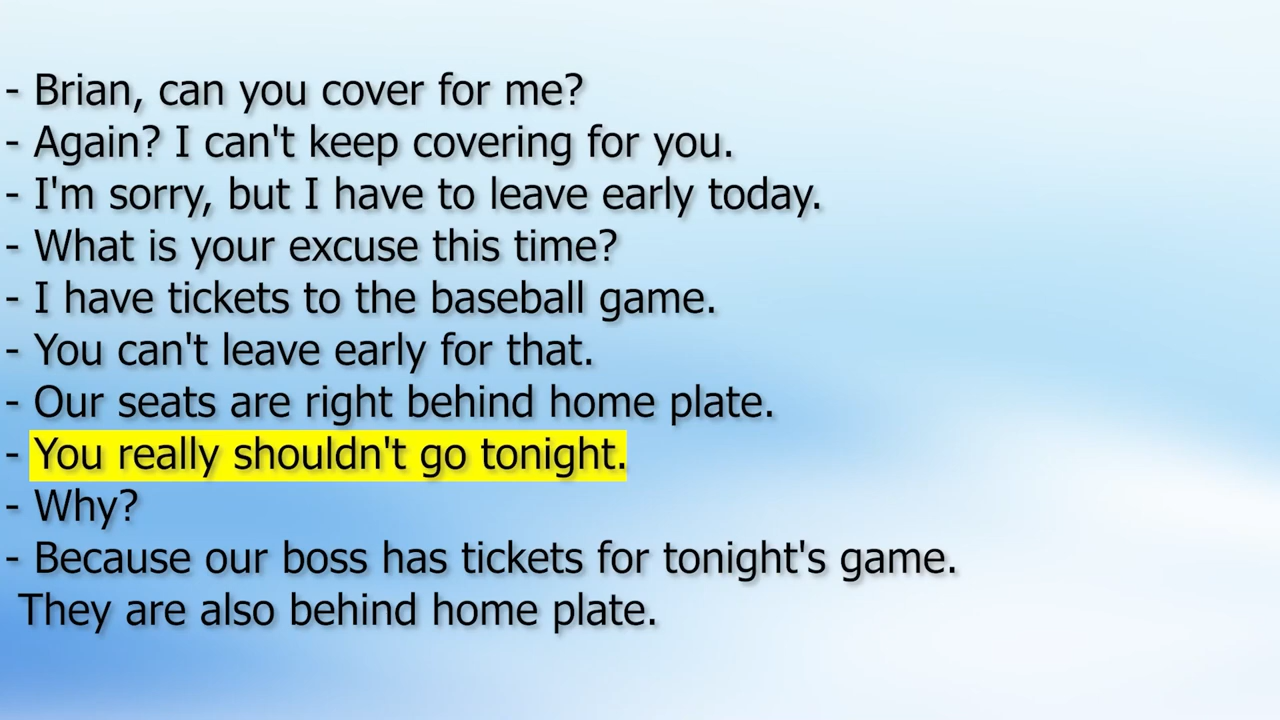 - Brian, can you cover for me?
- Again? I can't keep covering for you.
- I'm sorry, but I have to leave early today.
- What is your excuse this time?
- I have tickets to the baseball game.
- You can't leave early for that.
- Our seats are right behind home plate.
- You really shouldn't go tonight.
- Why?
- Because our boss has tickets for tonight's game.
They are also behind home plate.